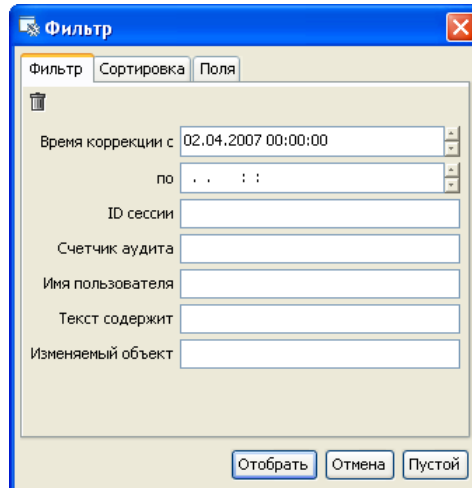 Фильтр
Фильтр Сортировка Поля
Время коррекции с 02.04.2007 00:00:00
по . . : :
ID сессии
Счетчик аудита
Имя пользователя
Текст содержит
Изменяемый объект
Отобрать Отмена Пустой